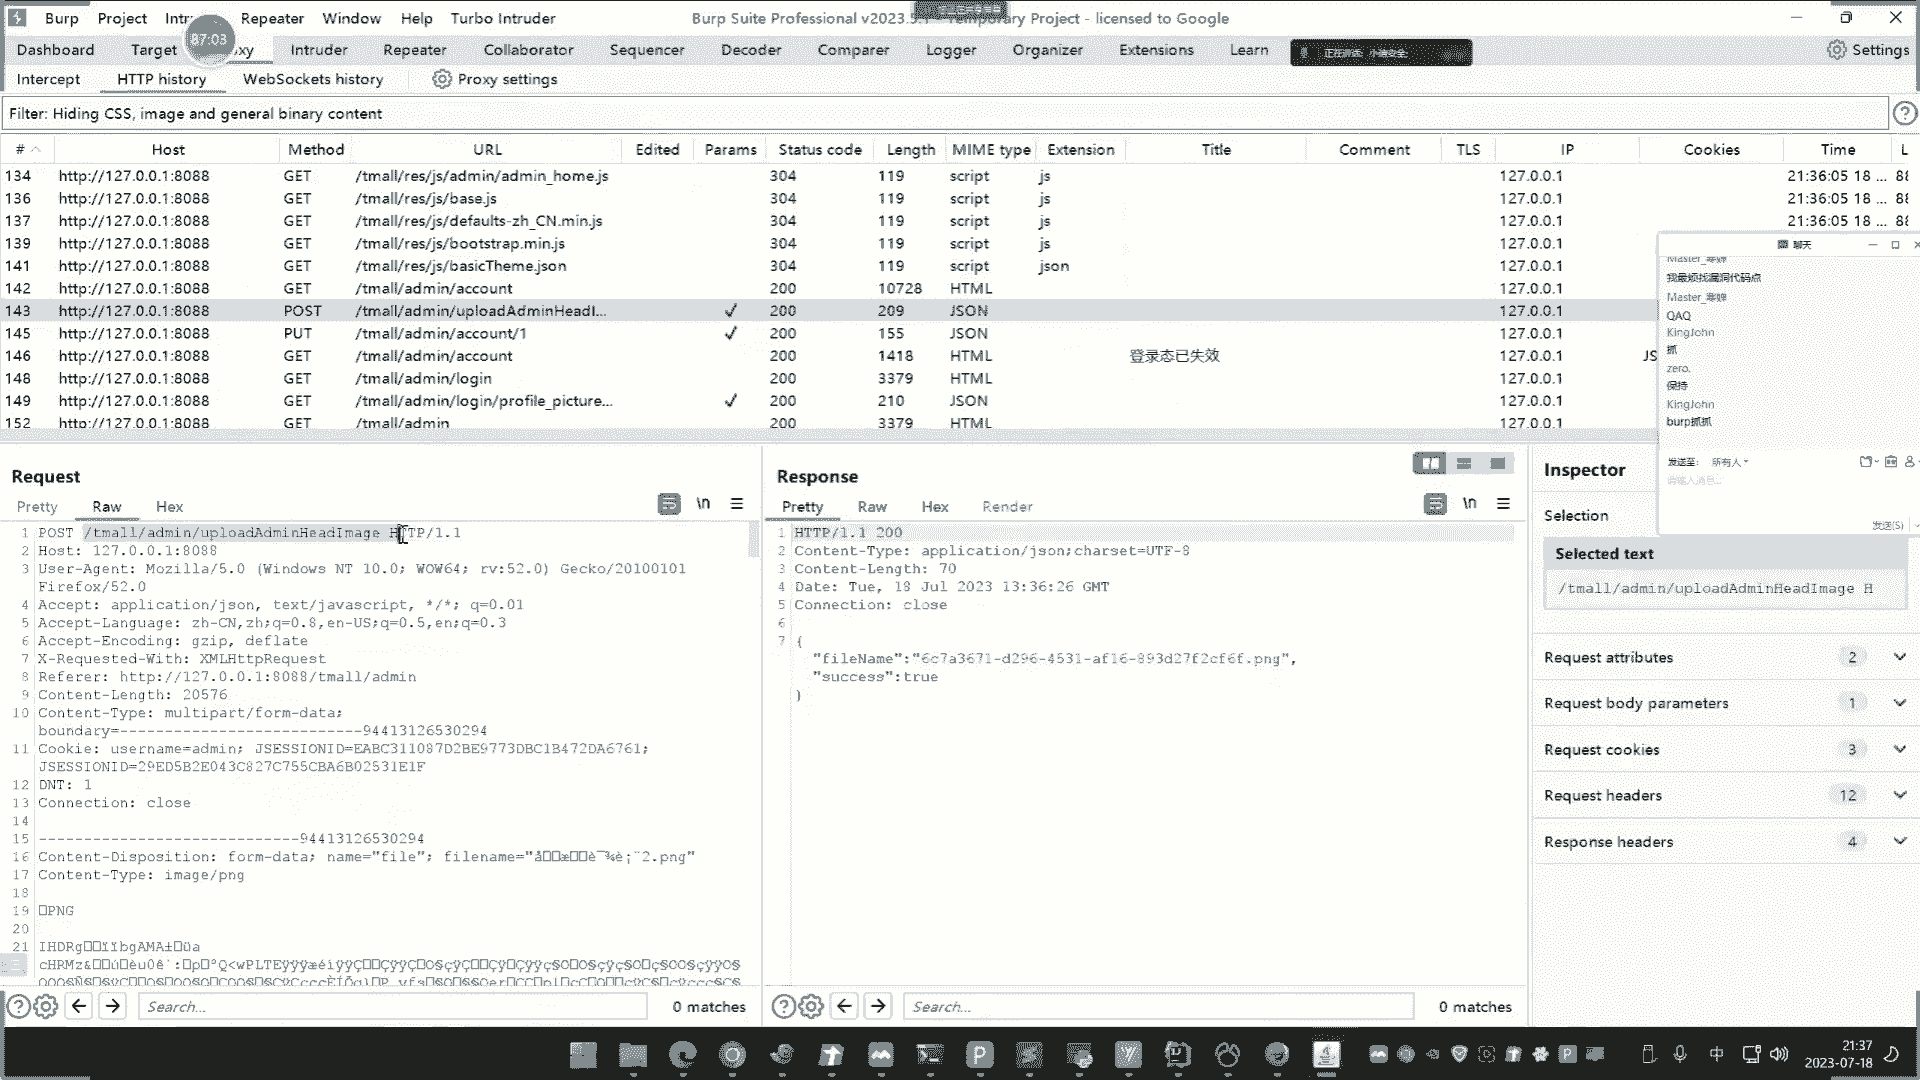 Burp Project Intr Repeater Window Help Turbo Intruder
Burp Suite Professional v2023.5.1 - Temporary Project - licensed to Google
87:03
Dashboard Target xy Intruder Repeater Collaborator Sequencer Decoder Comparer Logger Organizer Extensions Learn
正在讲话: 小迪安全;
Settings
Intercept HTTP history WebSockets history Proxy settings
Filter: Hiding CSS, image and general binary content
# Host Method URL Edited Params Status code Length MIME type Extension Title Comment TLS IP Cookies Time L
134 http://127.0.0.1:8088 GET /tmall/res/js/admin/admin_home.js 304 119 script js 127.0.0.1 21:36:05 18 ... 88
136 http://127.0.0.1:8088 GET /tmall/res/js/base.js 304 119 script js 127.0.0.1 21:36:05 18 ... 88
137 http://127.0.0.1:8088 GET /tmall/res/js/defaults-zh_CN.min.js 304 119 script js 127.0.0.1 21:36:05 18 ... 88
139 http://127.0.0.1:8088 GET /tmall/res/js/bootstrap.min.js 304 119 script js 127.0.0.1
141 http://127.0.0.1:8088 GET /tmall/res/js/basicTheme.json 304 119 script json 127.0.0.1
142 http://127.0.0.1:8088 GET /tmall/admin/account 200 10728 HTML 127.0.0.1
143 http://127.0.0.1:8088 POST /tmall/admin/uploadAdminHeadI... ✓ 200 209 JSON 127.0.0.1
145 http://127.0.0.1:8088 PUT /tmall/admin/account/1 ✓ 200 155 JSON 127.0.0.1
146 http://127.0.0.1:8088 GET /tmall/admin/account 200 1418 HTML 登录态已失效 127.0.0.1 JS
148 http://127.0.0.1:8088 GET /tmall/admin/login 200 3379 HTML 127.0.0.1
149 http://127.0.0.1:8088 GET /tmall/admin/login/profile_picture... ✓ 200 210 JSON 127.0.0.1
152 http://127.0.0.1:8088 GET /tmall/admin 200 3379 HTML 127.0.0.1
聊天
我最烦找漏洞代码点
QAQ
KingJohn
抓
zero.
保持
KingJohn
burp抓抓
发送至: 所有人
请输入消息...
发送(S)
Request
Pretty Raw Hex
\n
1 POST /tmall/admin/uploadAdminHeadImage HTTP/1.1
2 Host: 127.0.0.1:8088
3 User-Agent: Mozilla/5.0 (Windows NT 10.0; WOW64; rv:52.0) Gecko/20100101
Firefox/52.0
4 Accept: application/json, text/javascript, */*; q=0.01
5 Accept-Language: zh-CN,zh;q=0.8,en-US;q=0.5,en;q=0.3
6 Accept-Encoding: gzip, deflate
7 X-Requested-With: XMLHttpRequest
8 Referer: http://127.0.0.1:8088/tmall/admin
9 Content-Length: 20576
10 Content-Type: multipart/form-data;
boundary=---------------------------94413126530294
11 Cookie: username=admin; JSESSIONID=EABC311087D2BE9773DBC1B472DA6761;
JSESSIONID=29ED5B2E043C827C755CBA6B02531E1F
12 DNT: 1
13 Connection: close
14
15 -----------------------------94413126530294
16 Content-Disposition: form-data; name="file"; filename= 2.png"
17 Content-Type: image/png
18
19 PNG
20
21
Search... 0 matches
Response
Pretty Raw Hex Render
\n
1 HTTP/1.1 200
2 Content-Type: application/json;charset=UTF-8
3 Content-Length: 70
4 Date: Tue, 18 Jul 2023 13:36:26 GMT
5 Connection: close
6
7 {
"fileName":"6c7a3671-d296-4531-af16-893d27f2cf6f.png",
"success":true
}
Search... 0 matches
Inspector
Selection
Selected text
/tmall/admin/uploadAdminHeadImage H
Request attributes 2
Request body parameters 1
Request cookies 3
Request headers 12
Response headers 4
中
21:37
2023-07-18